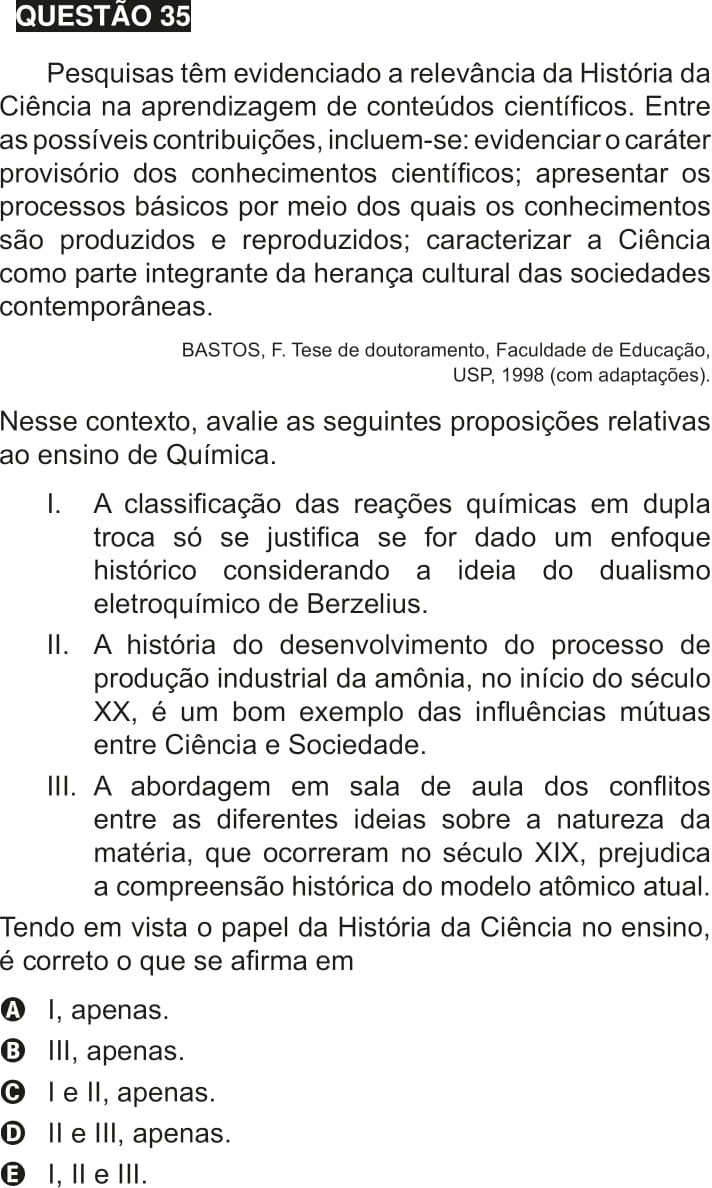 QUESTÃO 35
Pesquisas têm evidenciado a relevância da História da
Ciência na aprendizagem de conteúdos científicos. Entre
as possíveis contribuições, incluem-se: evidenciar o caráter
provisório dos conhecimentos científicos; apresentar os
processos básicos por meio dos quais os conhecimentos
são produzidos e reproduzidos; caracterizar a Ciência
como parte integrante da herança cultural das sociedades
contemporâneas.
BASTOS, F. Tese de doutoramento, Faculdade de Educação,
USP, 1998 (com adaptações).
Nesse contexto, avalie as seguintes proposições relativas
ao ensino de Química.
I. A classificação das reações químicas em dupla
troca só se justifica se for dado um enfoque
histórico considerando a ideia do dualismo
eletroquímico de Berzelius.
II. A história do desenvolvimento do processo de
produção industrial da amônia, no início do século
XX, é um bom exemplo das influências mútuas
entre Ciência e Sociedade.
III. A abordagem em sala de aula dos conflitos
entre as diferentes ideias sobre a natureza da
matéria, que ocorreram no século XIX, prejudica
a compreensão histórica do modelo atômico atual.
Tendo em vista o papel da História da Ciência no ensino,
é correto o que se afirma em
A I, apenas.
B III, apenas.
C I e II, apenas.
D II e III, apenas.
E I, II e III.